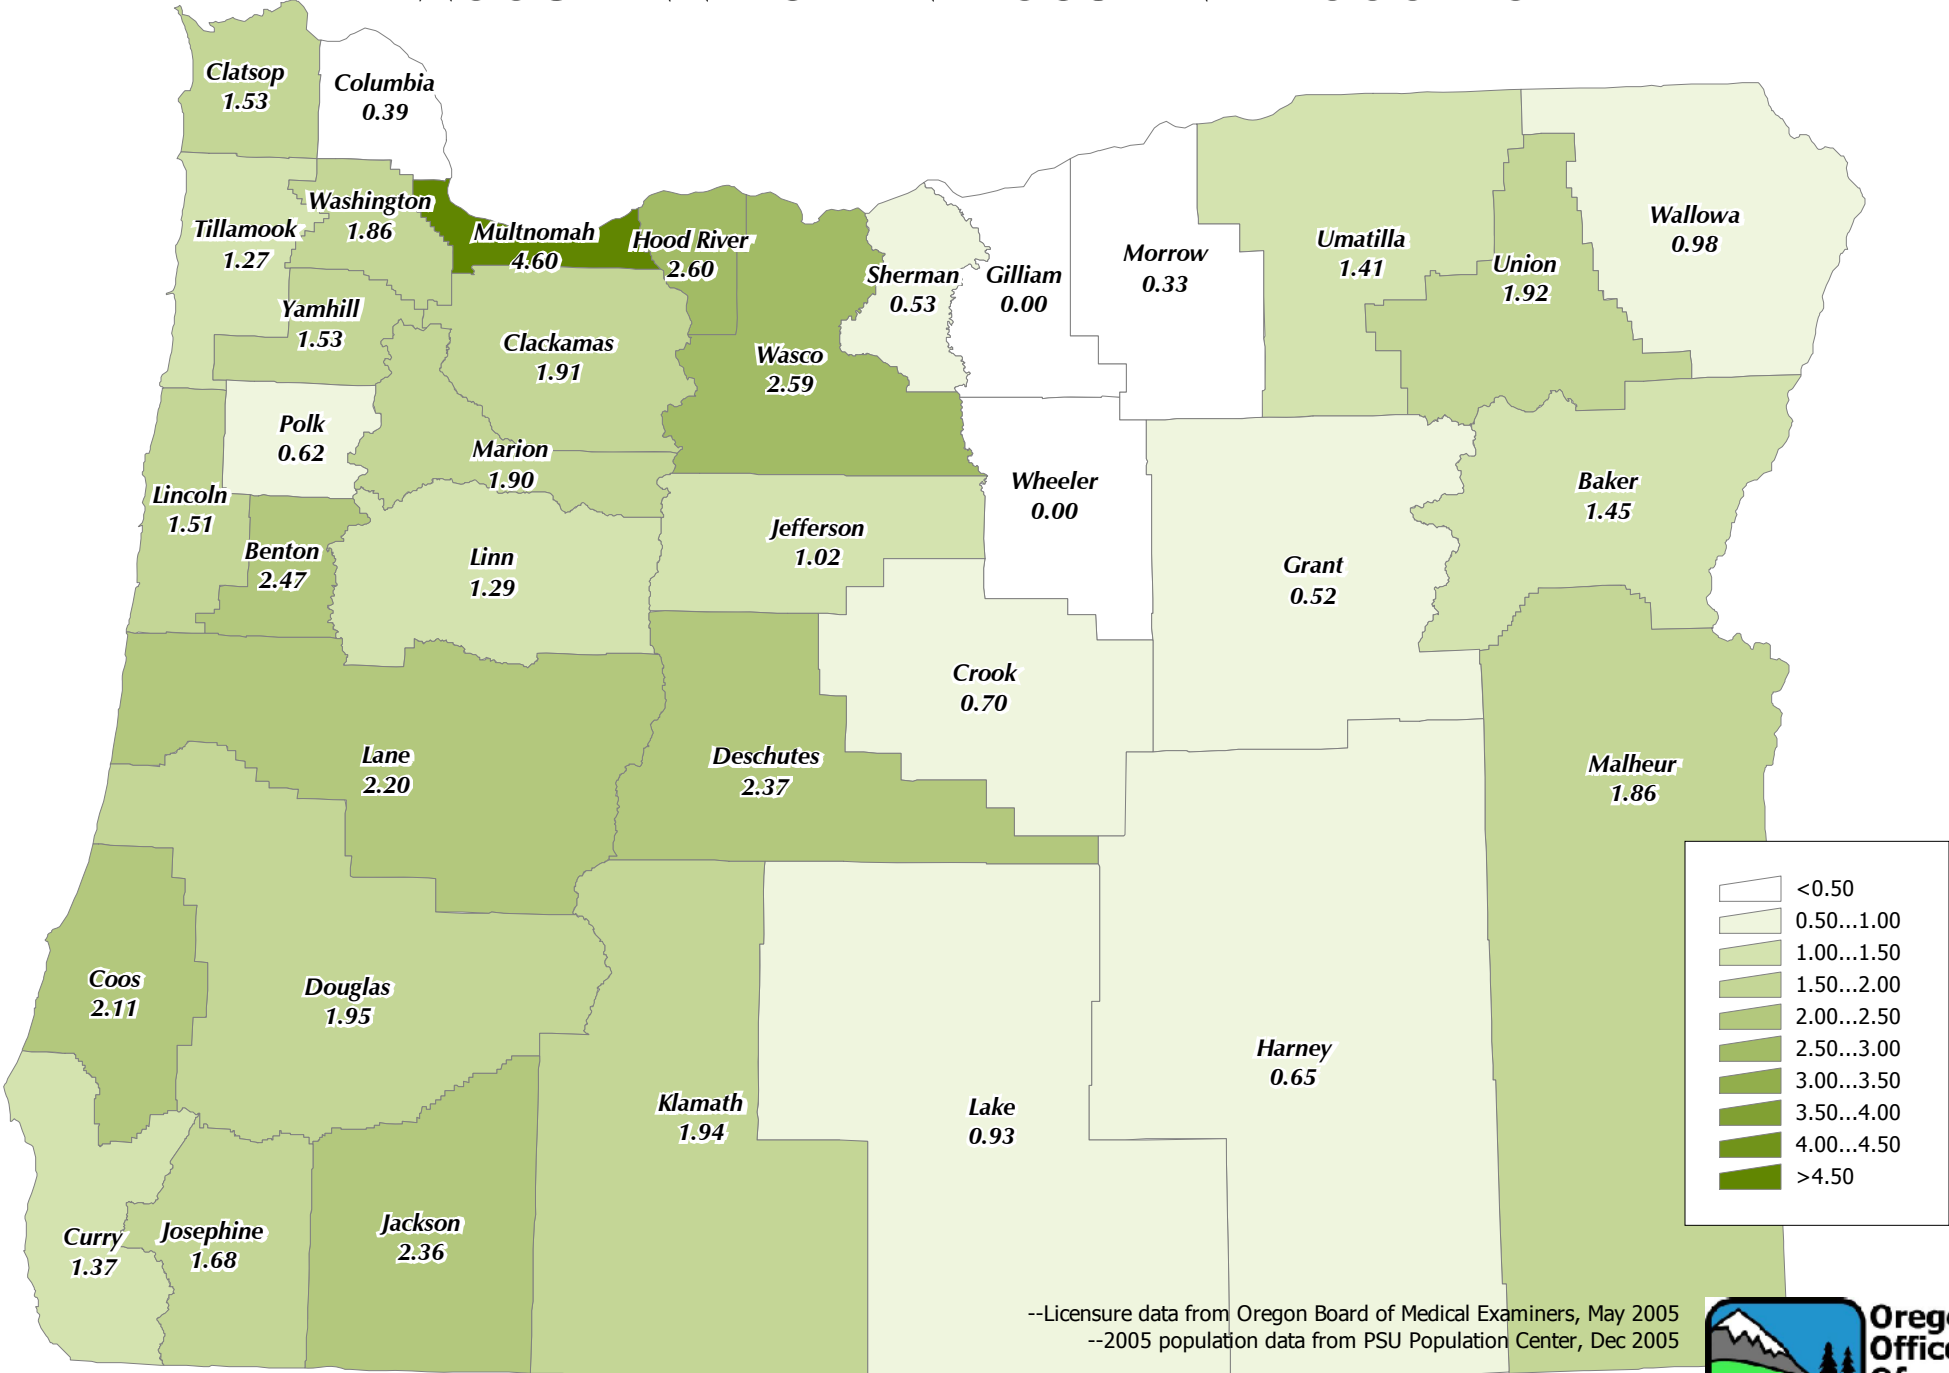 Clatsop
1.53
Columbia
0.39
Washington
1.86
Tillamook
1.27
Multnomah
4.60
Hood River
2.60
Sherman
0.53
Gilliam
0.00
Morrow
0.33
Umatilla
1.41
Union
1.92
Wallowa
0.98
Yamhill
1.53
Clackamas
1.91
Wasco
2.59
Polk
0.62
Marion
1.90
Lincoln
1.51
Benton
2.47
Linn
1.29
Jefferson
1.02
Wheeler
0.00
Grant
0.52
Baker
1.45
Crook
0.70
Lane
2.20
Deschutes
2.37
Malheur
1.86
Coos
2.11
Douglas
1.95
Harney
0.65
Klamath
1.94
Lake
0.93
Curry
1.37
Josephine
1.68
Jackson
2.36
<0.50
0.50...1.00
1.00...1.50
1.50...2.00
2.00...2.50
2.50...3.00
3.00...3.50
3.50...4.00
4.00...4.50
>4.50
--Licensure data from Oregon Board of Medical Examiners, May 2005
--2005 population data from PSU Population Center, Dec 2005
Orego
Office